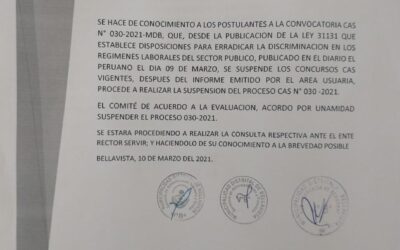 SE HACE DE CONOCIMIENTO A LOS POSTULANTES A LA CONVOCATORIA CAS
N° 030-2021-MDB, QUE, DESDE LA PUBLICACION DE LA LEY 31131 QUE
ESTABLECE DISPOSICIONES PARA ERRADICAR LA DISCRIMINACION EN LOS
REGIMENES LABORALES DEL SECTOR PUBLICO, PUBLICADO EN EL DIARIO EL
PERUANO EL DIA 09 DE MARZO, SE SUSPENDE LOS CONCURSOS CAS
VIGENTES, DESPUES DEL INFORME EMITIDO POR EL AREA USUARIA,
PROCEDE A REALIZAR LA SUSPENSION DEL PROCESO CAS N° 030 -2021.
EL COMITÉ DE ACUERDO A LA EVALUACION, ACORDO POR UNAMIDAD
SUSPENDER EL PROCESO 030-2021.
SE ESTARA PROCEDIENDO A REALIZAR LA CONSULTA RESPECTIVA ANTE EL ENTE
RECTOR SERVIR; Y HACIENDOLO DE SU CONOCIMIENTO A LA BREVEDAD POSIBLE
BELLAVISTA, 10 DE MARZO DEL 2021.